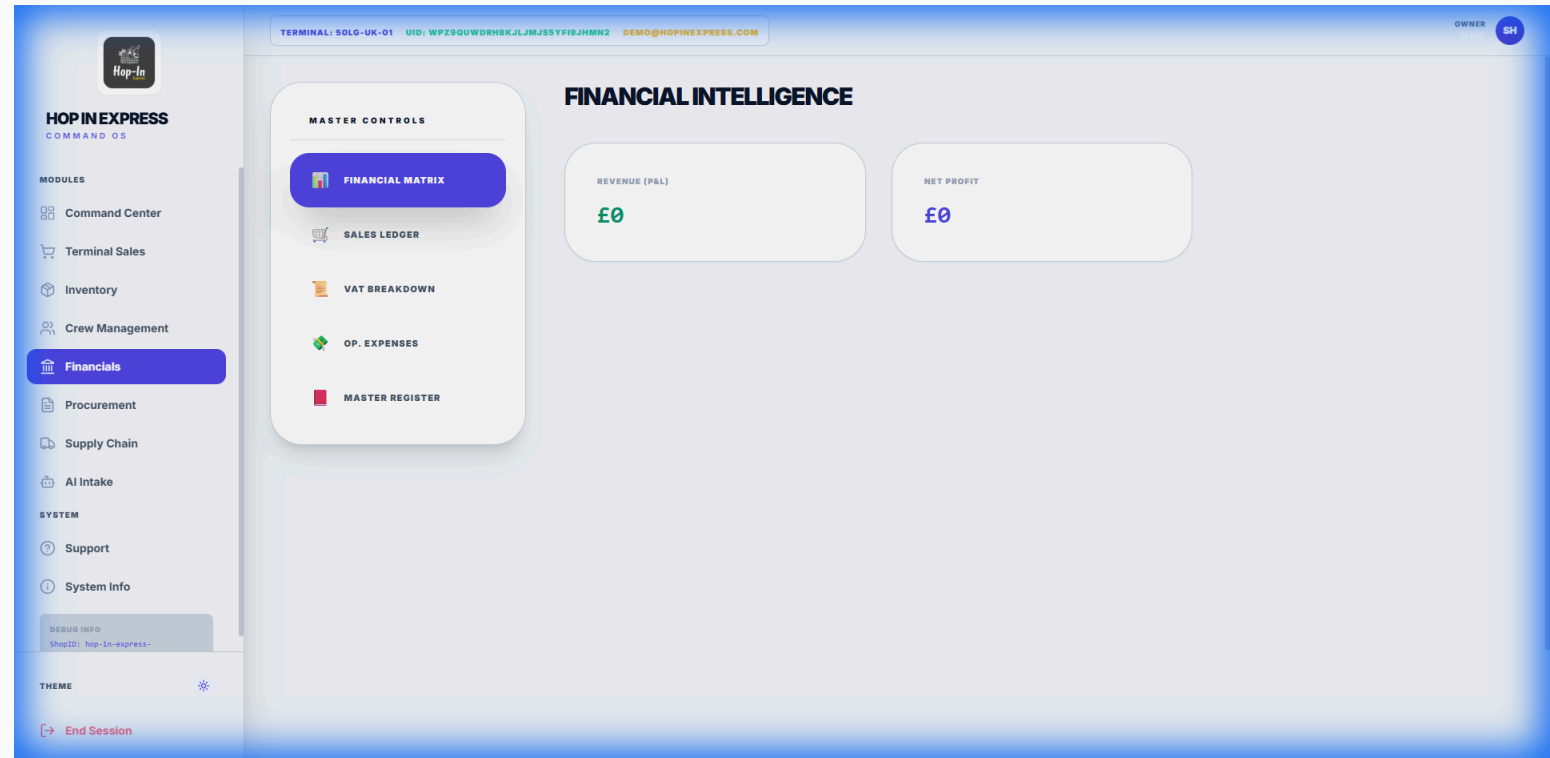 Hop-In
HOP IN EXPRESS
COMMAND OS
MODULES
Command Center
Terminal Sales
Inventory
Crew Management
Financials
Procurement
Supply Chain
AI Intake
SYSTEM
Support
System Info
DEBUG INFO
ShopID: hop-in-express-
THEME
End Session
TERMINAL: 50LG-UK-01 UID: WPZ9QUWDRHBKJLJMJS5YFI9JHMN2 DEMO@HOPINEXPRESS.COM
OWNER
SHOP
SH
MASTER CONTROLS
FINANCIAL MATRIX
SALES LEDGER
VAT BREAKDOWN
OP. EXPENSES
MASTER REGISTER
FINANCIAL INTELLIGENCE
REVENUE (P&L)
£0
NET PROFIT
£0